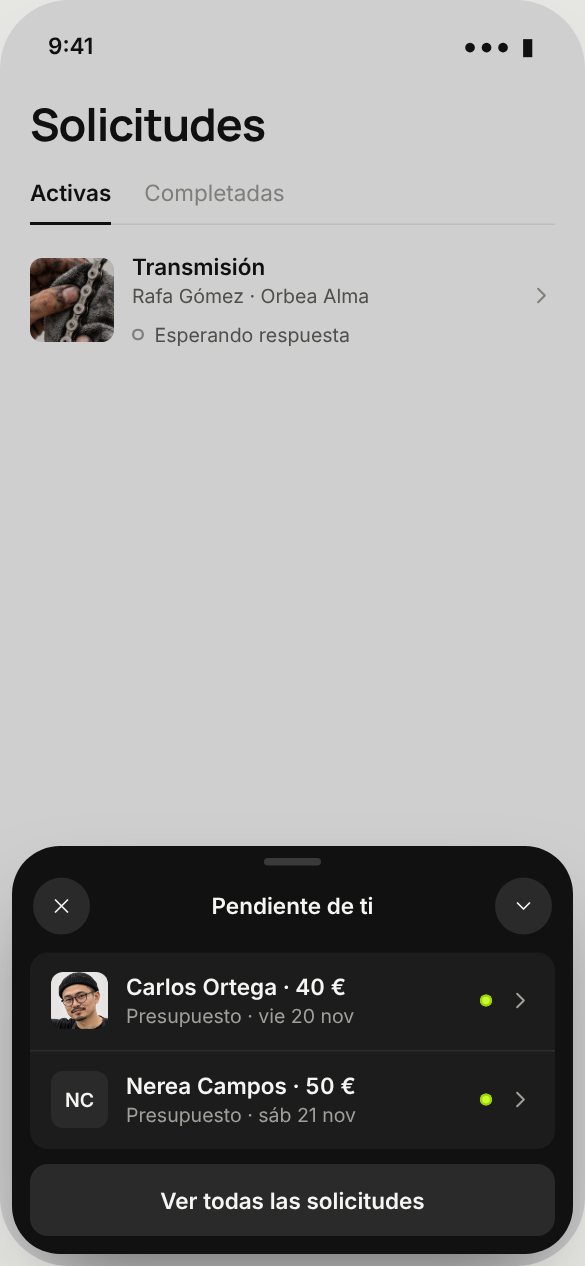 9:41
Solicitudes
Activas Completadas
Transmisión
Rafa Gómez · Orbea Alma
Esperando respuesta
Pendiente de ti
Carlos Ortega · 40 €
Presupuesto · vie 20 nov
NC
Nerea Campos · 50 €
Presupuesto · sáb 21 nov
Ver todas las solicitudes